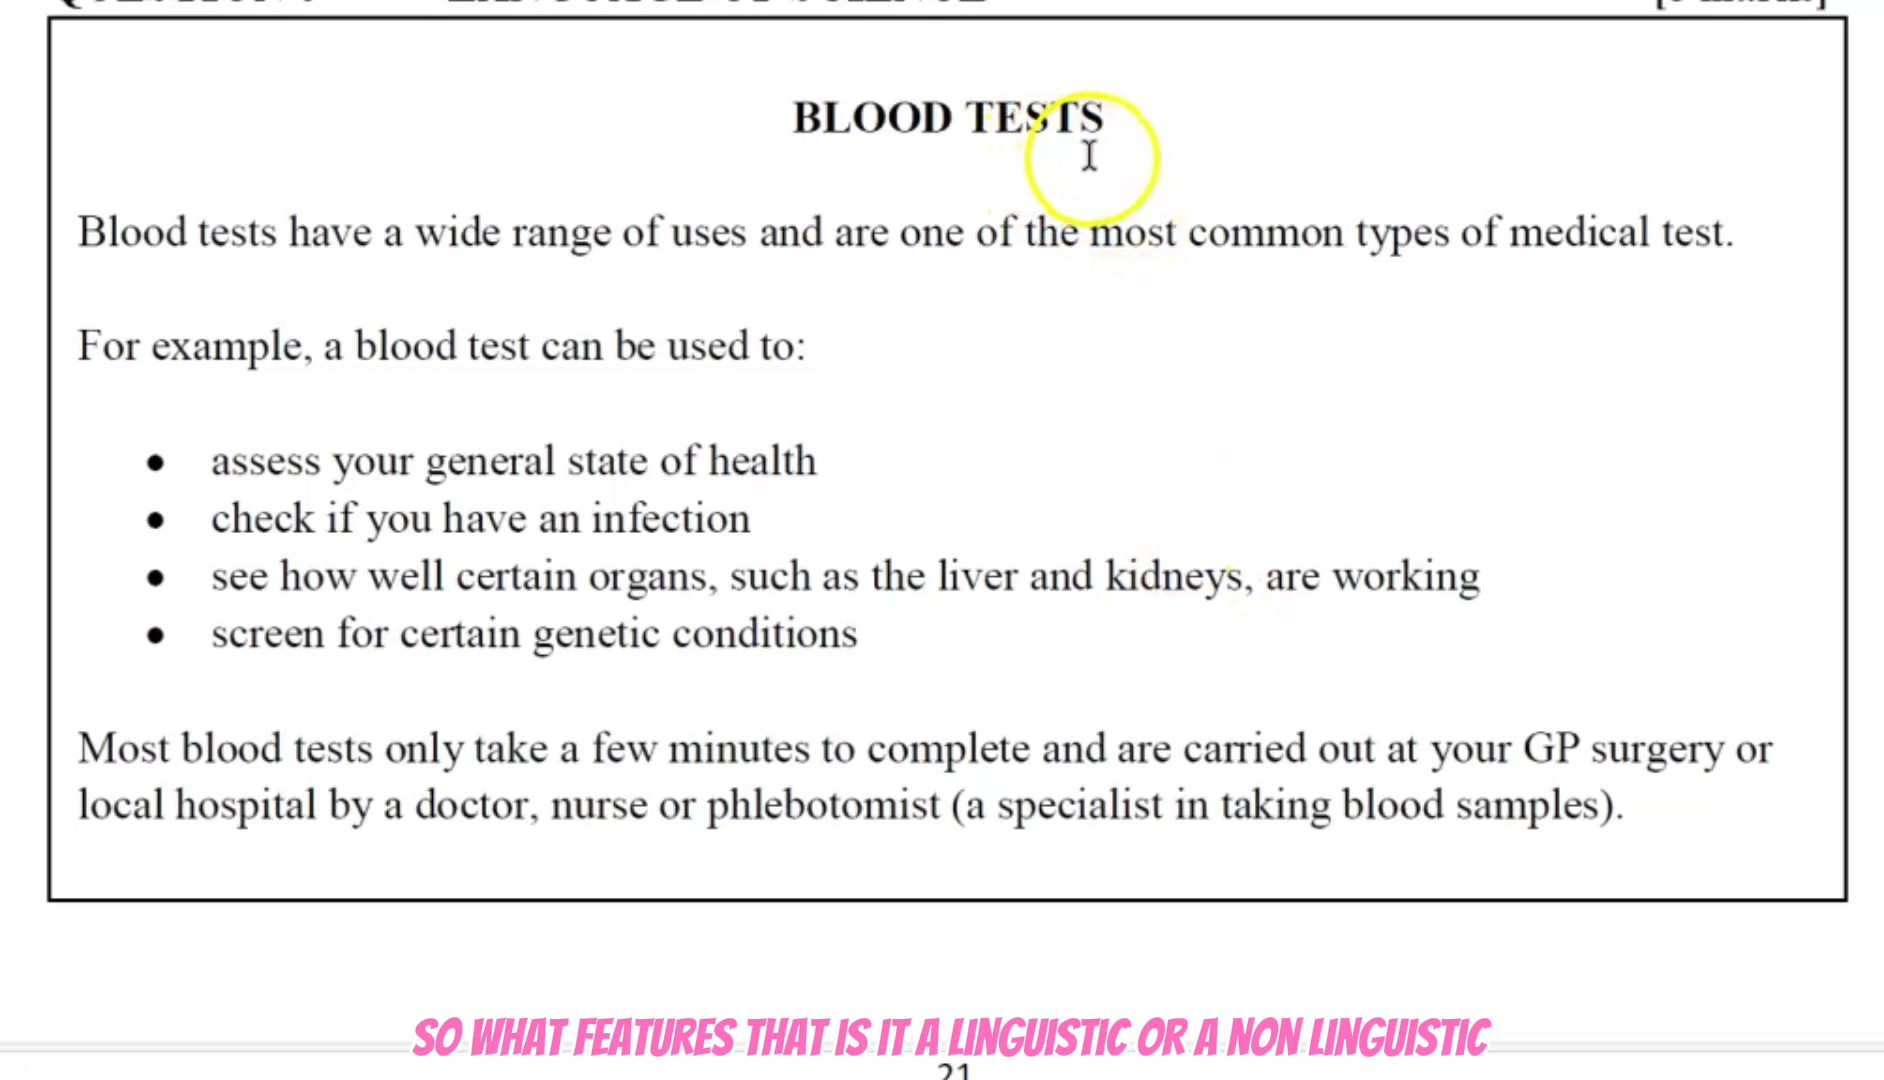 BLOOD TESTS
Blood tests have a wide range of uses and are one of the most common types of medical test.
For example, a blood test can be used to:
• assess your general state of health
• check if you have an infection
• see how well certain organs, such as the liver and kidneys, are working
• screen for certain genetic conditions
Most blood tests only take a few minutes to complete and are carried out at your GP surgery or
local hospital by a doctor, nurse or phlebotomist (a specialist in taking blood samples).
SO WHAT FEATURES THAT IS IT A LINGUISTIC OR A NON LINGUISTIC
21